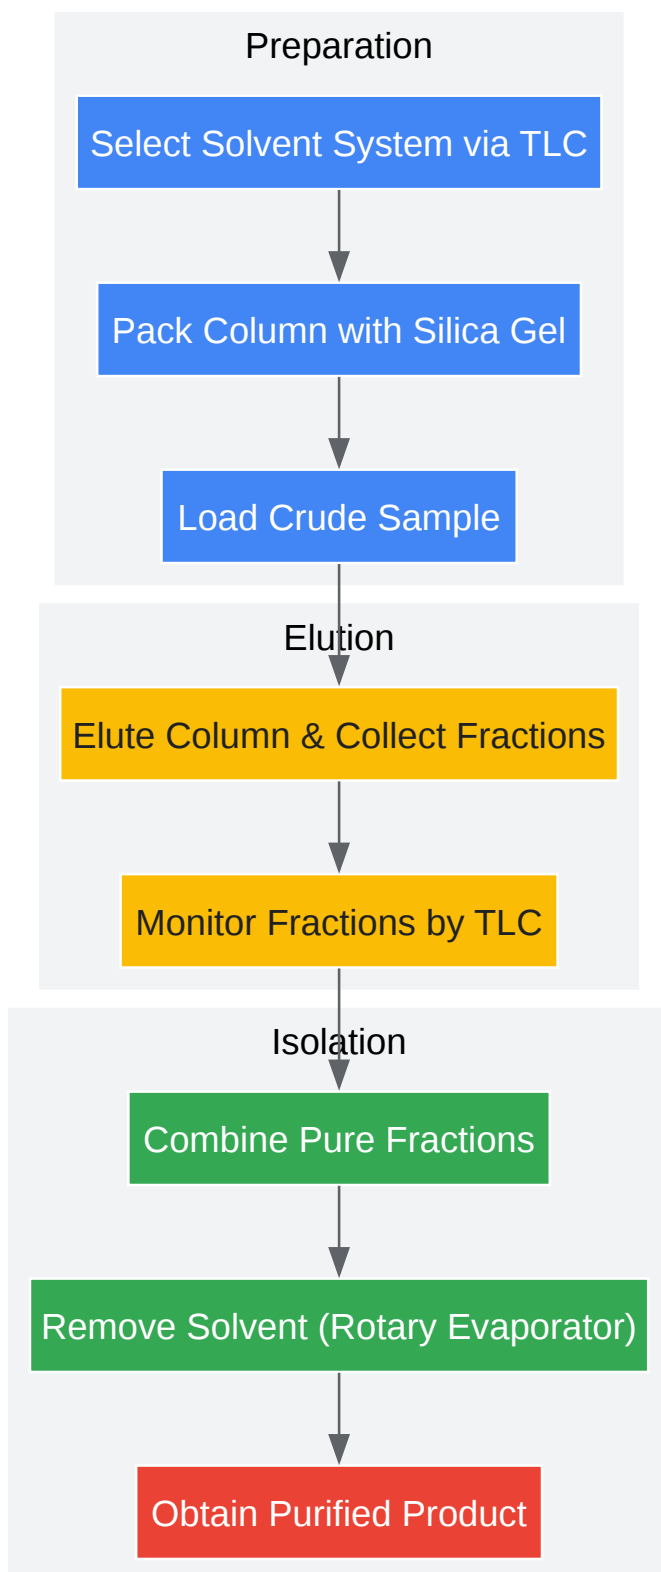 Preparation
Select Solvent System via TLC
Pack Column with Silica Gel
Load Crude Sample
Elution
Elute Column & Collect Fractions
Monitor Fractions by TLC
Isolation
Combine Pure Fractions
Remove Solvent (Rotary Evaporator)
Obtain Purified Product